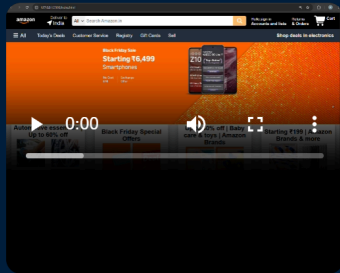 amazon
Deliver to
India
All
Search Amazon.in
Hello, sign in
Accounts and lists
Returns
& Orders
Cart
All
Today's Deals
Customer Service
Registry
Gift Cards
Sell
Shop deals in electronics
Black Friday Sale
Starting ₹6,499
Smartphones
0:00
Up to 60% off
Black Friday Special
Offers
0% off | Baby
care & toys | Amazon
Brands
Starting ₹199 | Amazon
Brands & more